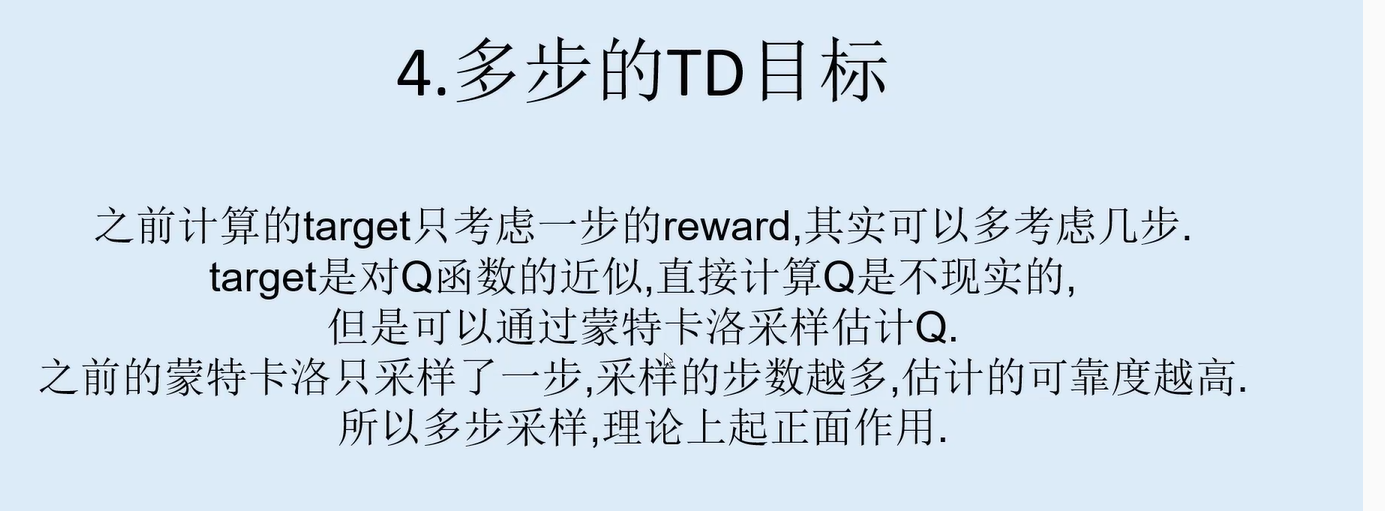 4.多步的TD目标
之前计算的target只考虑一步的reward,其实可以多考虑几步.
target是对Q函数的近似,直接计算Q是不现实的,
但是可以通过蒙特卡洛采样估计Q.
之前的蒙特卡洛只采样了一步,采样的步数越多,估计的可靠度越高.
所以多步采样,理论上起正面作用.